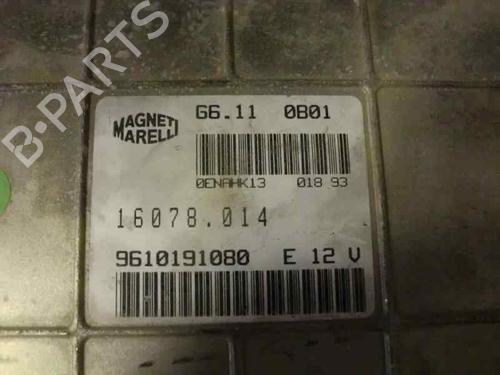 B-PARTS
MAGNETI MARELLI
G6.11 0B01
0ENAHK13 018 93
16078.014
9610191080 E 12 V